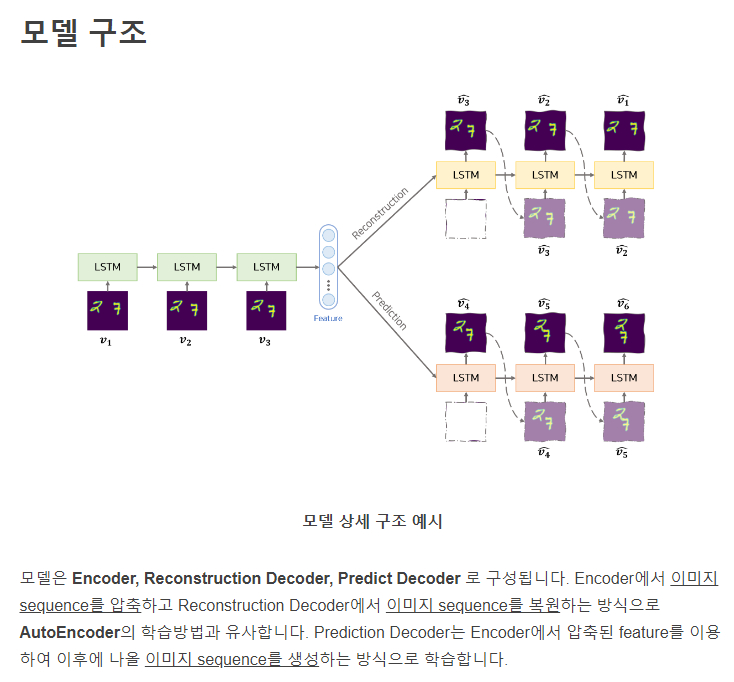 모델 구조
v̂₃ v̂₂ v̂₁
LSTM LSTM LSTM
Reconstruction
v̂₃ v̂₂
LSTM LSTM LSTM
v₁ v₂ v₃
Feature
Prediction
v̂₄ v̂₅ v̂₆
LSTM LSTM LSTM
v̂₄ v̂₅
모델 상세 구조 예시
모델은 Encoder, Reconstruction Decoder, Predict Decoder 로 구성됩니다. Encoder에서 이미지
sequence를 압축하고 Reconstruction Decoder에서 이미지 sequence를 복원하는 방식으로
AutoEncoder의 학습방법과 유사합니다. Prediction Decoder는 Encoder에서 압축된 feature를 이용
하여 이후에 나올 이미지 sequence를 생성하는 방식으로 학습합니다.